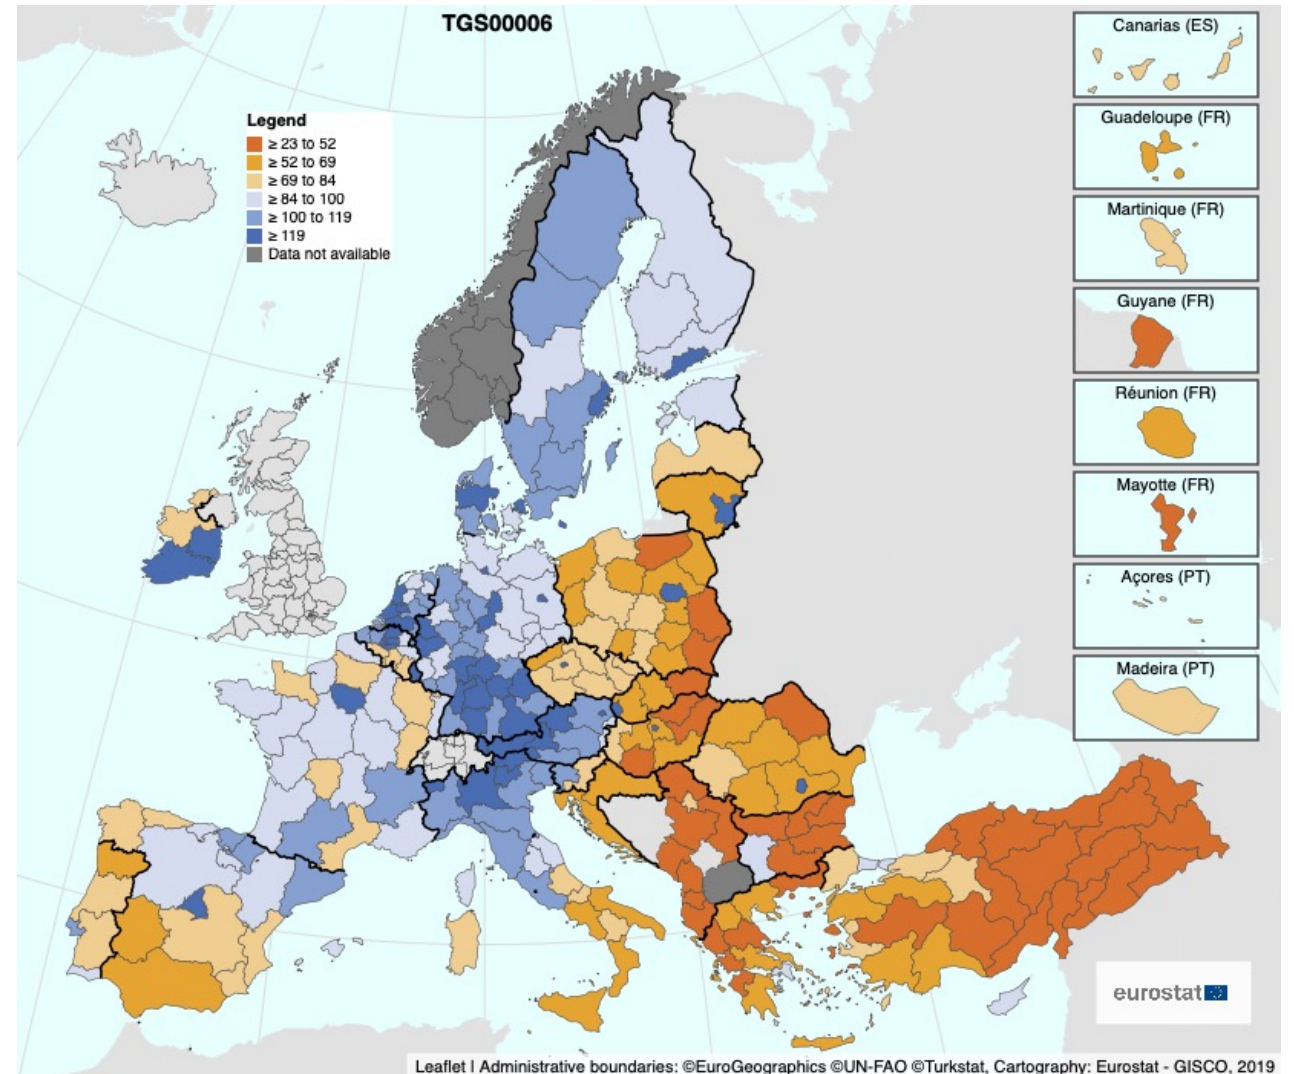 TGS00006
Legend
≥ 23 to 52
≥ 52 to 69
≥ 69 to 84
≥ 84 to 100
≥ 100 to 119
≥ 119
Data not available
Canarias (ES)
Guadeloupe (FR)
Martinique (FR)
Guyane (FR)
Réunion (FR)
Mayotte (FR)
Açores (PT)
Madeira (PT)
eurostat
Leaflet | Administrative boundaries: ©EuroGeographics ©UN-FAO ©Turkstat, Cartography: Eurostat - GISCO, 2019